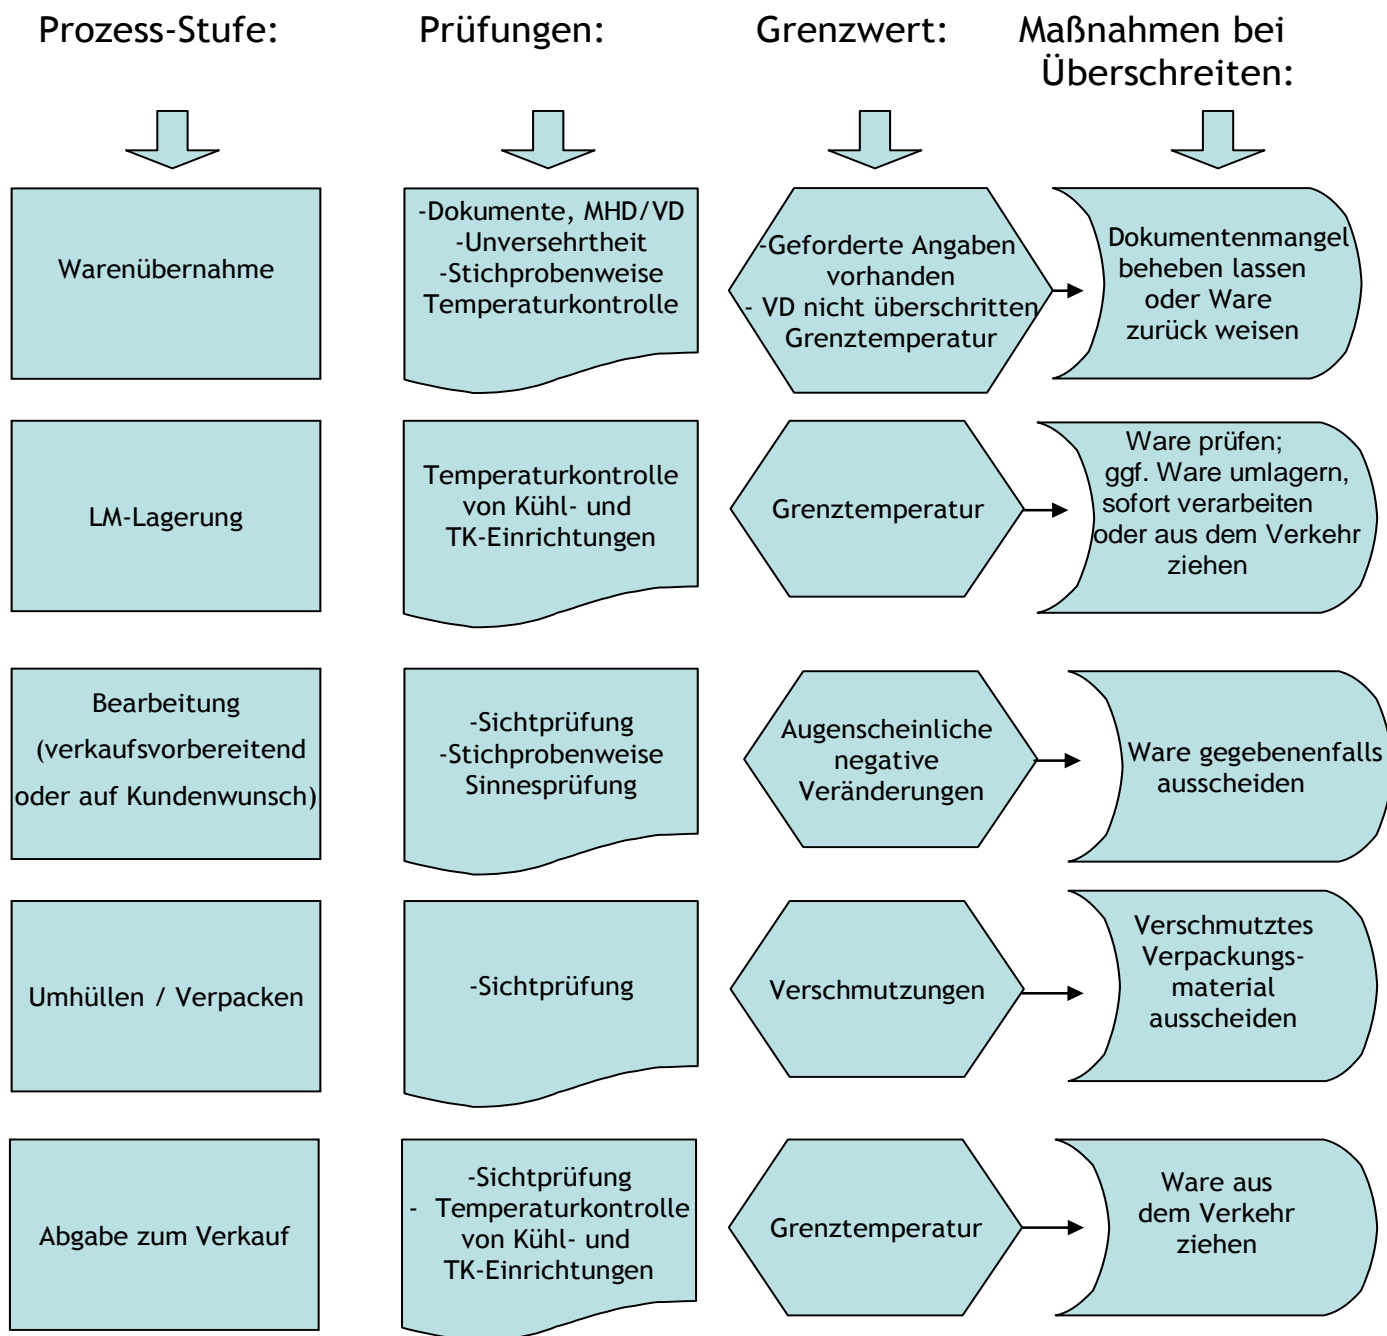 Prozess-Stufe:
Prüfungen:
Grenzwert:
Maßnahmen bei
Überschreiten:
Warenübernahme
-Dokumente, MHD/VD
-Unversehrtheit
-Stichprobenweise
Temperaturkontrolle
-Geforderte Angaben
vorhanden
- VD nicht überschritten
Grenztemperatur
Dokumentenmangel
beheben lassen
oder Ware
zurück weisen
LM-Lagerung
Temperaturkontrolle
von Kühl- und
TK-Einrichtungen
Grenztemperatur
Ware prüfen;
ggf. Ware umlagern,
sofort verarbeiten
oder aus dem Verkehr
ziehen
Bearbeitung
(verkaufsvorbereitend
oder auf Kundenwunsch)
-Sichtprüfung
-Stichprobenweise
Sinnesprüfung
Augenscheinliche
negative
Veränderungen
Ware gegebenenfalls
ausscheiden
Umhüllen / Verpacken
-Sichtprüfung
Verschmutzungen
Verschmutztes
Verpackungs-
material
ausscheiden
Abgabe zum Verkauf
-Sichtprüfung
- Temperaturkontrolle
von Kühl- und
TK-Einrichtungen
Grenztemperatur
Ware aus
dem Verkehr
ziehen